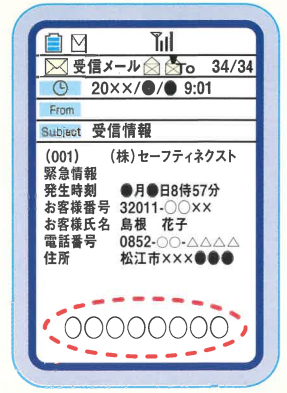 受信メール To 34/34
20××/●/● 9:01
From
Subject 受信情報
(001) (株)セーフティネクスト
緊急情報
発生時刻 ●月●日8侍57分
お客様番号 32011-○○××
お客様氏名 島根 花子
電話番号 0852-○○-△△△△
住所 松江市×××●●●
○○○○○○○○